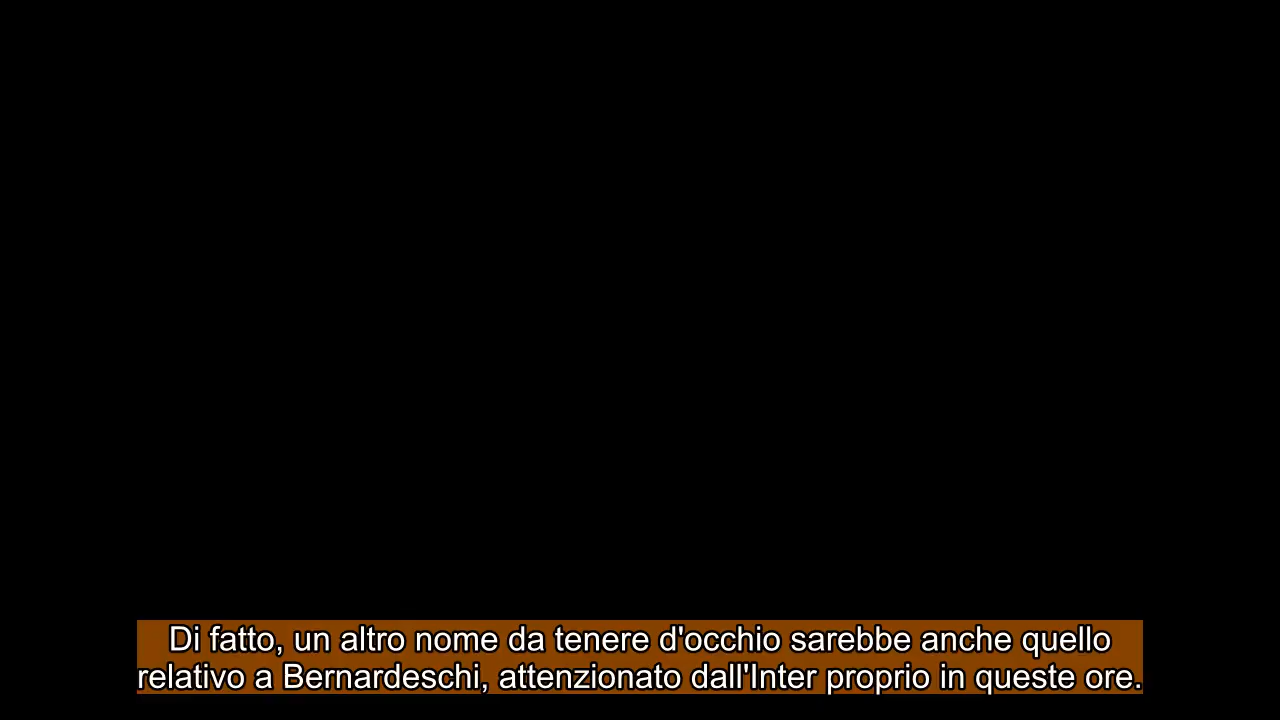 Di fatto, un altro nome da tenere d'occhio sarebbe anche quello
relativo a Bernardeschi, attenzionato dall'Inter proprio in queste ore.